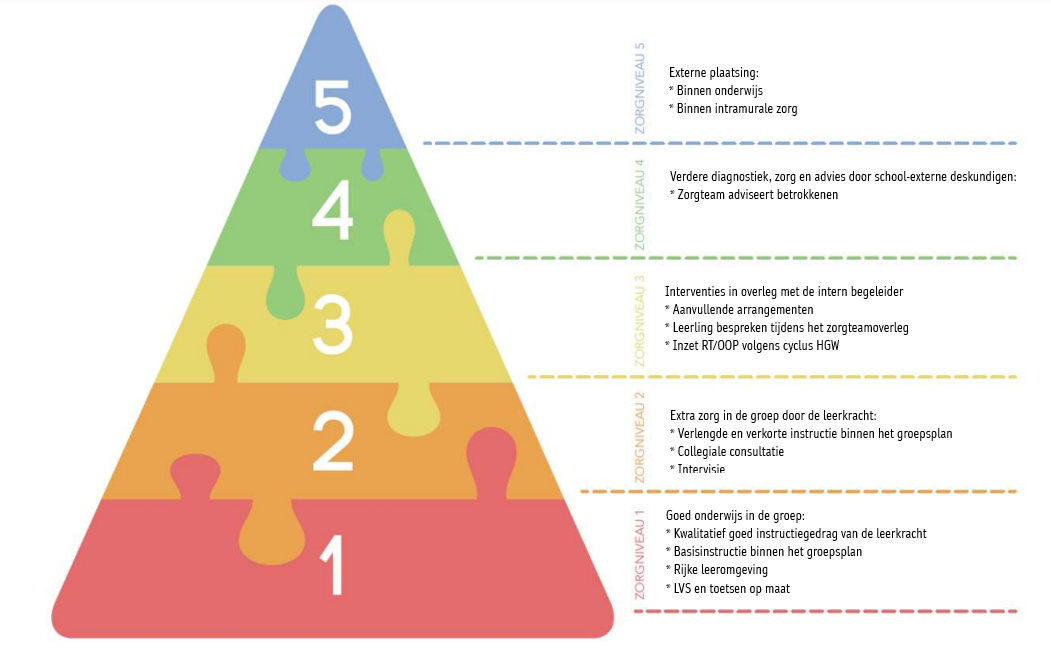 5
ZORGNIVEAU 5
Externe plaatsing:
* Binnen onderwijs
* Binnen intramurale zorg
4
ZORGNIVEAU 4
Verdere diagnostiek, zorg en advies door school-externe deskundigen:
* Zorgteam adviseert betrokkenen
3
ZORGNIVEAU 3
Interventies in overleg met de intern begeleider
* Aanvullende arrangementen
* Leerling bespreken tijdens het zorgteamoverleg
* Inzet RT/OOP volgens cyclus HGW
2
ZORGNIVEAU 2
Extra zorg in de groep door de leerkracht:
* Verlengde en verkorte instructie binnen het groepsplan
* Collegiale consultatie
* Intervisie
1
ZORGNIVEAU 1
Goed onderwijs in de groep:
* Kwalitatief goed instructiegedrag van de leerkracht
* Basisinstructie binnen het groepsplan
* Rijke leeromgeving
* LVS en toetsen op maat